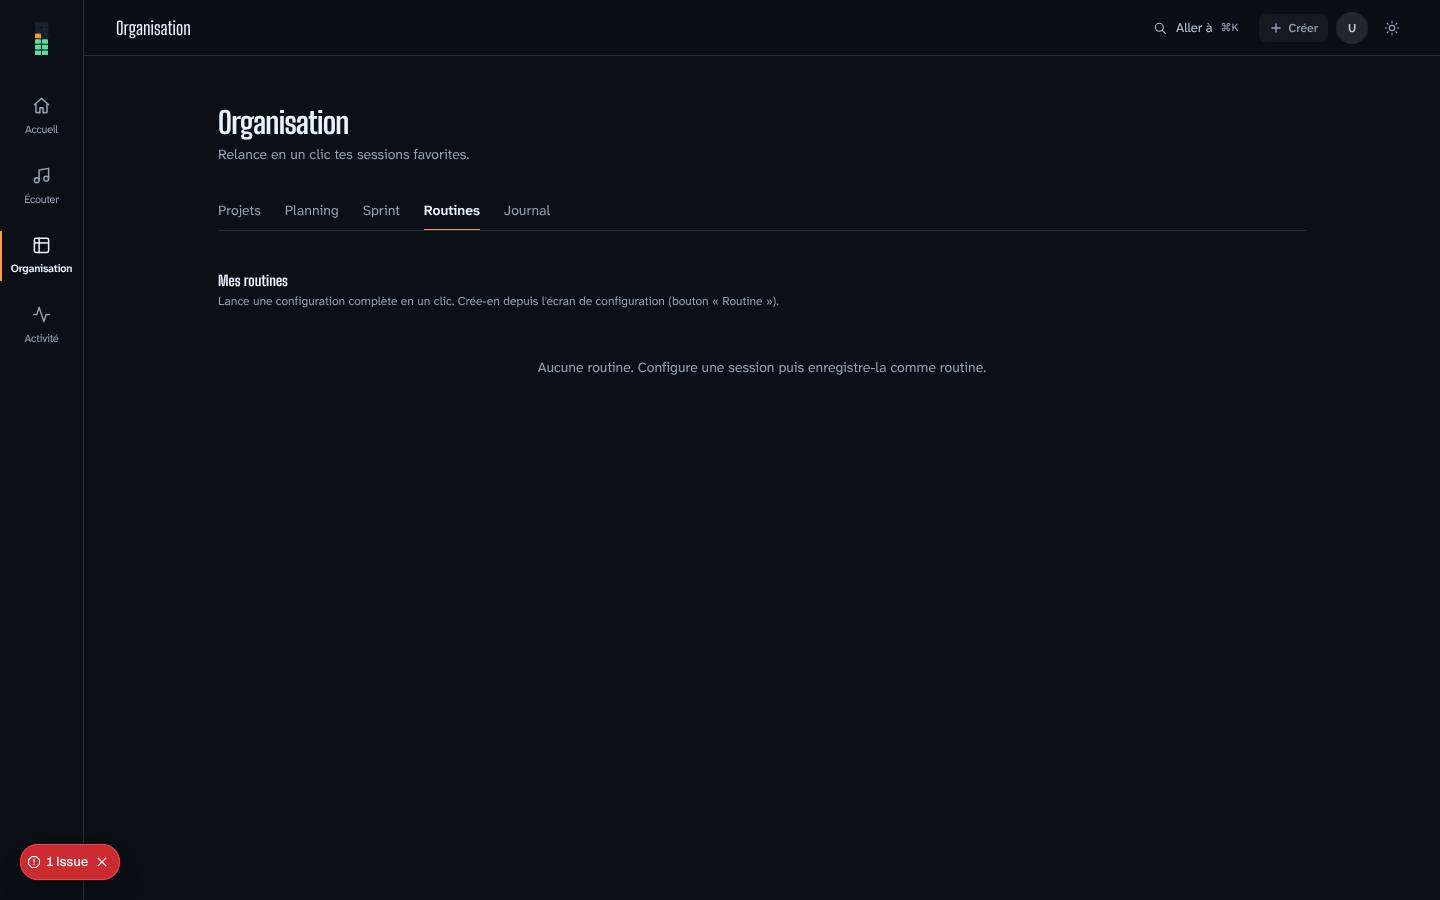 Organisation
Aller à ⌘K
Créer
U
Accueil
Écouter
Organisation
Activité
Organisation
Relance en un clic tes sessions favorites.
Projets Planning Sprint Routines Journal
Mes routines
Lance une configuration complète en un clic. Crée-en depuis l'écran de configuration (bouton « Routine »).
Aucune routine. Configure une session puis enregistre-la comme routine.
1 Issue